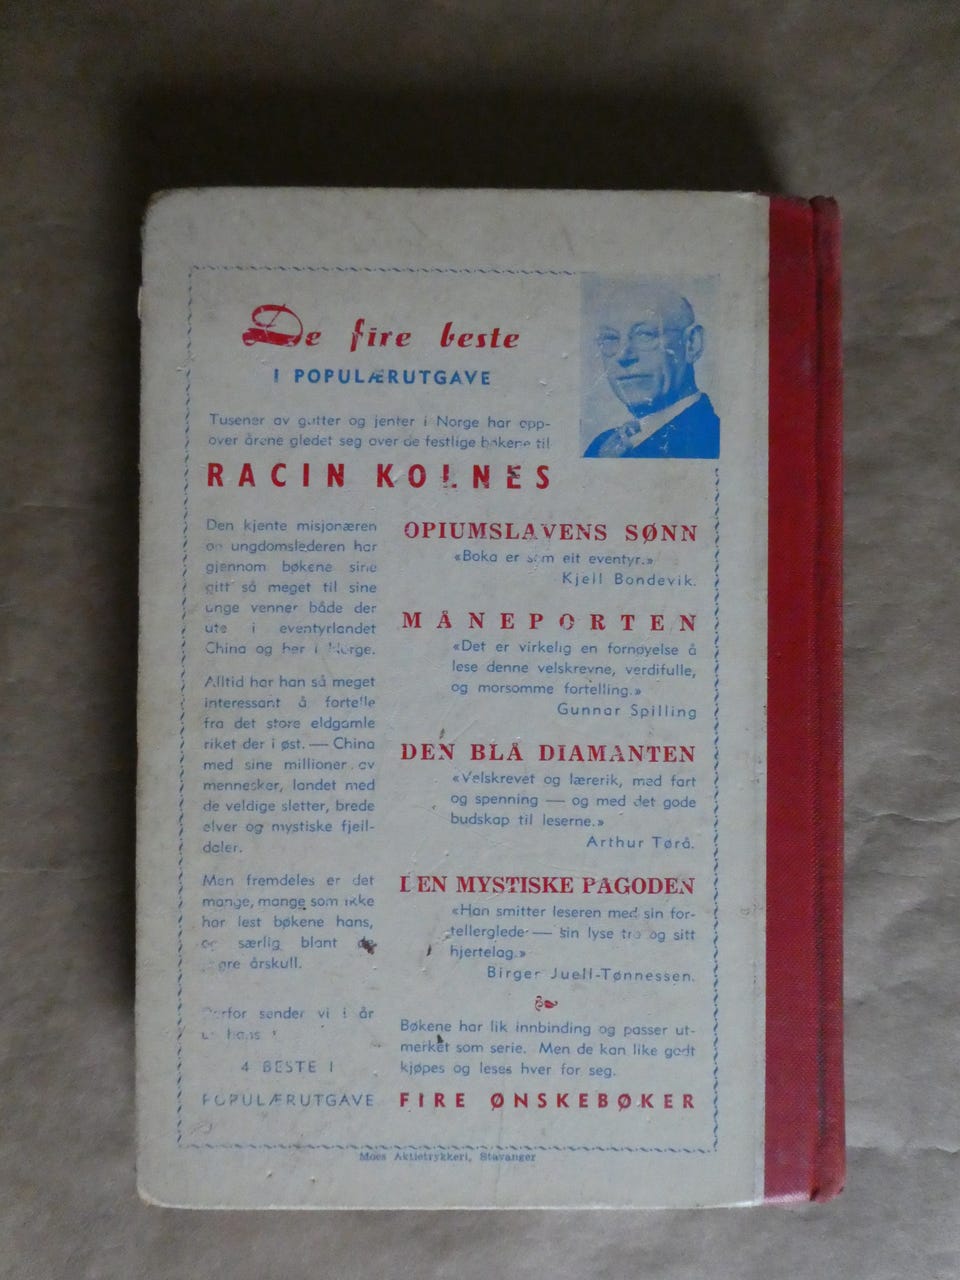 De fire beste
I POPULÆRUTGAVE
Tusener av gutter og jenter i Norge har opp-
over årene gledet seg over de festlige bøkene til
RACIN KOLNES
Den kjente misjonæren
og ungdomslederen har
gjennom bøkene sine
gitt så meget til sine
unge venner både der
ute i eventyrlandet
China og her i Norge.
Alltid har han så meget
interessant å fortelle
fra det store eldgamle
riket der i øst. — China
med sine millioner av
mennesker, landet med
de veldige sletter, brede
elver og mystiske fjell-
daler.
Men fremdeles er det
mange, mange som ikke
har lest bøkene hans,
og særlig blant de
årskull.
Derfor sender vi i år
ut hans
4 BESTE I
POPULÆRUTGAVE
OPIUMSLAVENS SØNN
«Boka er som eit eventyr.»
Kjell Bondevik.
MÅNEPORTEN
«Det er virkelig en fornøyelse å
lese denne velskrevne, verdifulle,
og morsomme fortelling.»
Gunnar Spilling
DEN BLÅ DIAMANTEN
«Velskrevet og lærerik, med fart
og spenning — og med det gode
budskap til leserne.»
Arthur Tørå.
DEN MYSTISKE PAGODEN
«Han smitter leseren med sin for-
tellerglede — sin lyse tro og sitt
hjertelag.»
Birger Juell-Tønnessen.
Bøkene har lik innbinding og passer ut-
merket som serie. Men de kan like godt
kjøpes og leses hver for seg.
FIRE ØNSKEBØKER
Moes Aktietrykkeri, Stavanger